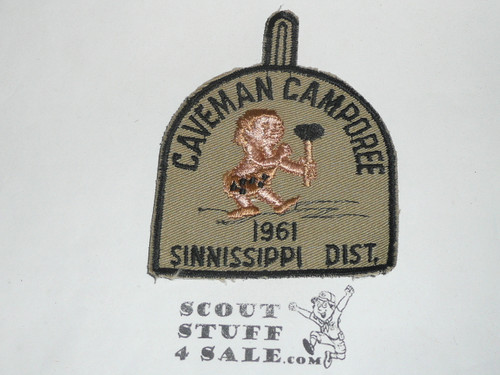 CAVEMAN CAMPOREE
1961
SINNISSIPPI DIST.
SCOUT
STUFF
4 SALE.COM